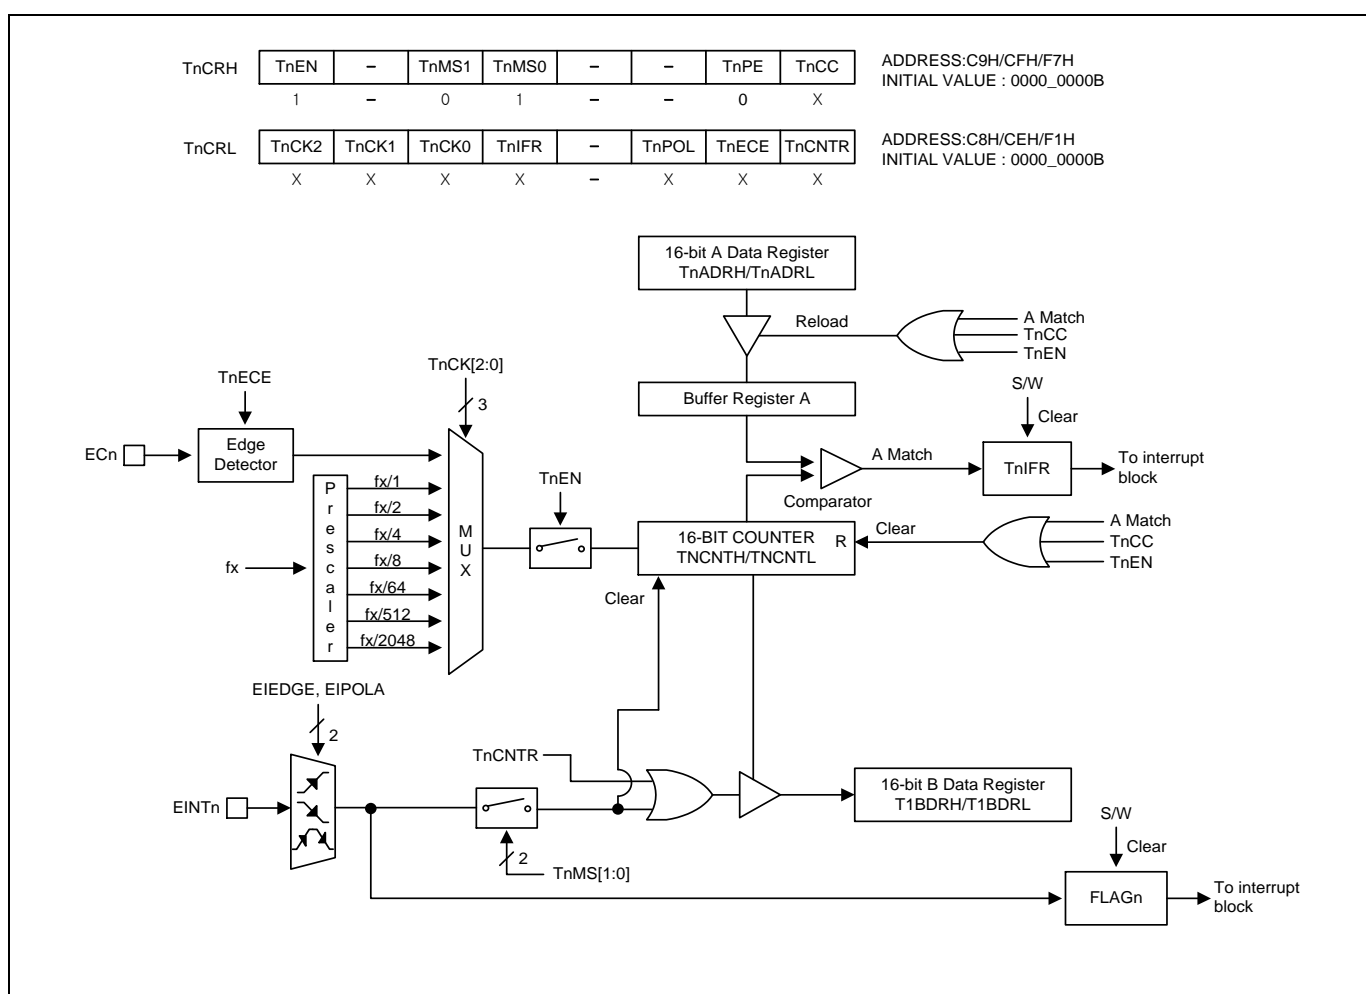 TnCRH TnEN – TnMS1 TnMS0 – – TnPE TnCC
ADDRESS:C9H/CFH/F7H
INITIAL VALUE : 0000_0000B
1 – 0 1 – – 0 X
TnCRL TnCK2 TnCK1 TnCK0 TnIFR – TnPOL TnECE TnCNTR
ADDRESS:C8H/CEH/F1H
INITIAL VALUE : 0000_0000B
X X X X – X X X
16-bit A Data Register
TnADRH/TnADRL
Reload
A Match
TnCC
TnEN
TnCK[2:0]
3
TnECE
Buffer Register A
S/W
Clear
ECn
Edge
Detector
A Match
TnIFR
To interrupt
block
Comparator
Prescaler
fx/1
fx/2
fx/4
fx/8
fx/64
fx/512
fx/2048
fx
MUX
TnEN
16-BIT COUNTER
TNCNTH/TNCNTL
R
Clear
A Match
TnCC
TnEN
Clear
EIEDGE, EIPOLA
2
TnCNTR
EINTn
16-bit B Data Register
T1BDRH/T1BDRL
2
TnMS[1:0]
S/W
Clear
FLAGn
To interrupt
block